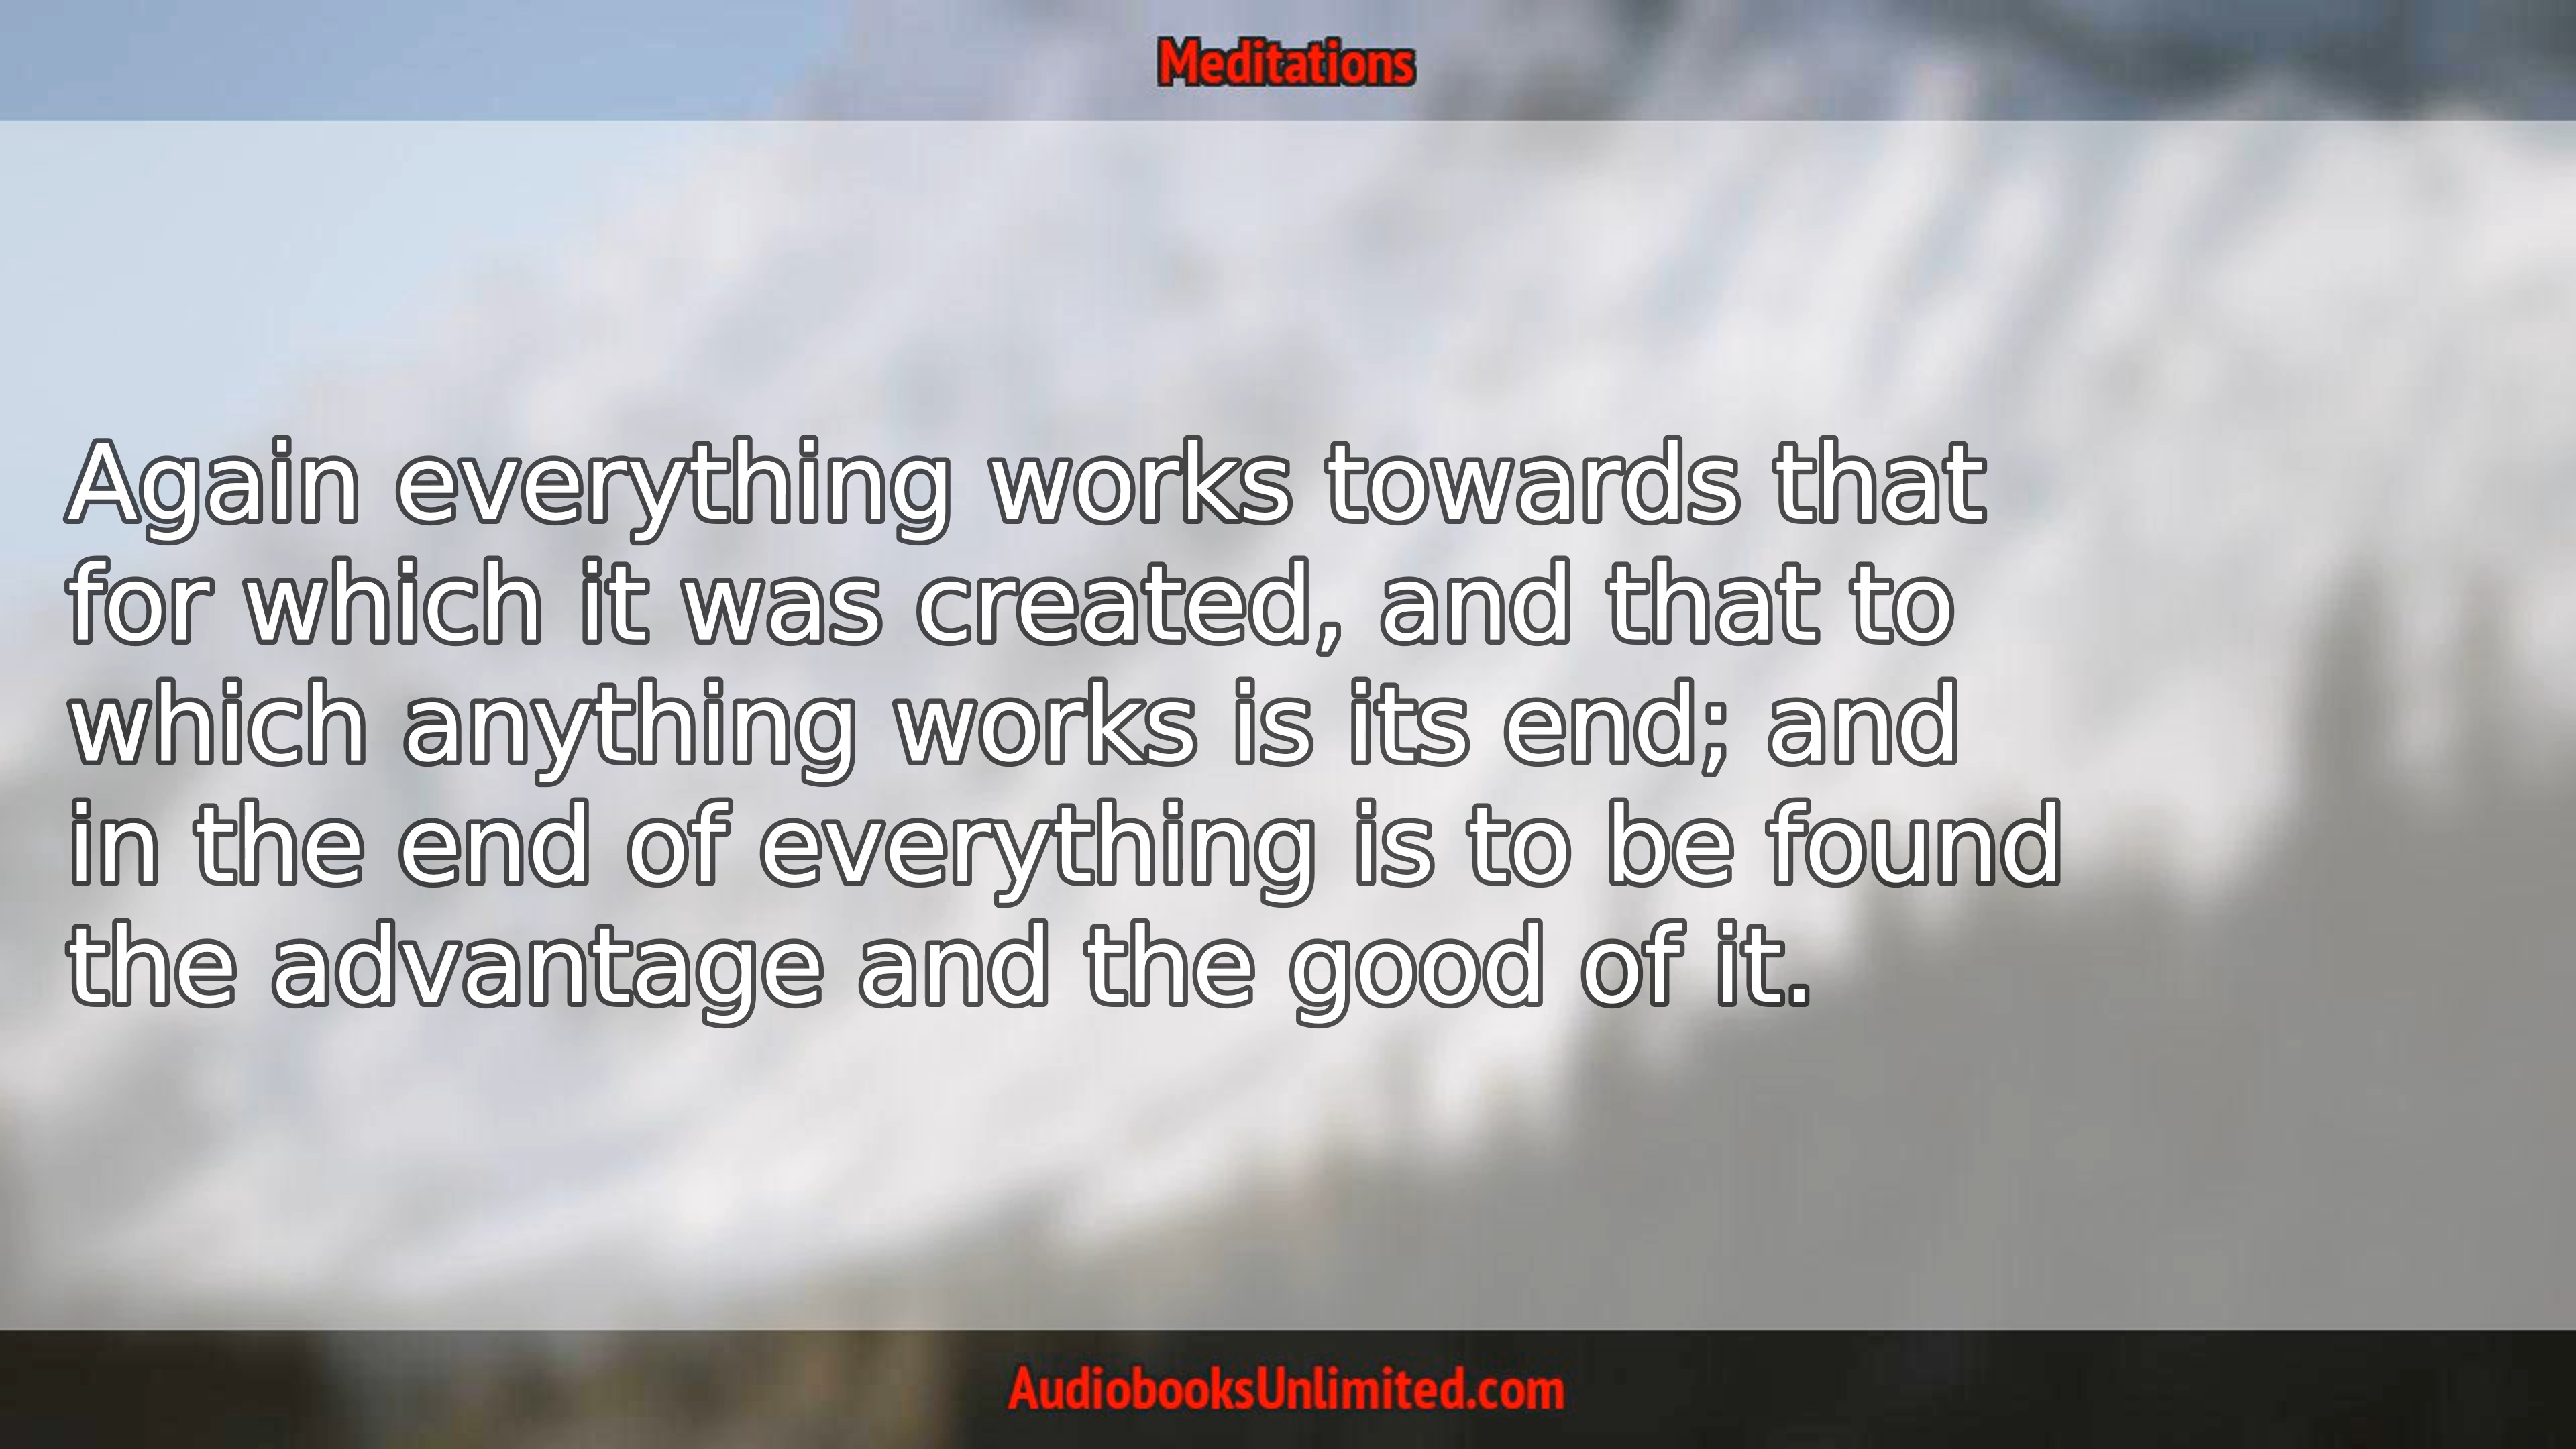 Meditations
Again everything works towards that
for which it was created, and that to
which anything works is its end; and
in the end of everything is to be found
the advantage and the good of it.
AudiobooksUnlimited.com